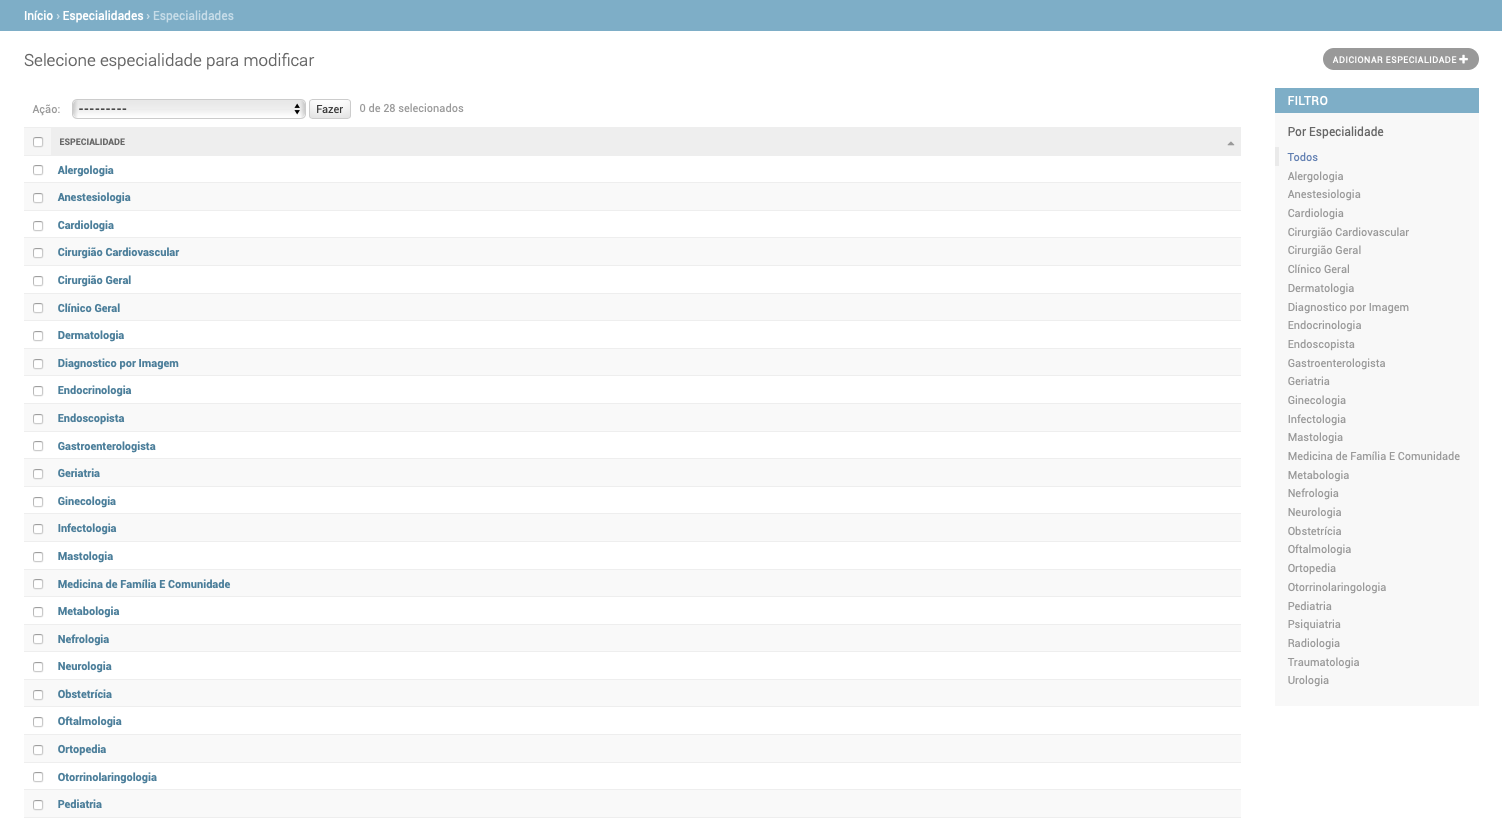 Início › Especialidades › Especialidades
Selecione especialidade para modificar
ADICIONAR ESPECIALIDADE +
Ação: --------- Fazer 0 de 28 selecionados
ESPECIALIDADE
Alergologia
Anestesiologia
Cardiologia
Cirurgião Cardiovascular
Cirurgião Geral
Clínico Geral
Dermatologia
Diagnostico por Imagem
Endocrinologia
Endoscopista
Gastroenterologista
Geriatria
Ginecologia
Infectologia
Mastologia
Medicina de Família E Comunidade
Metabologia
Nefrologia
Neurologia
Obstetrícia
Oftalmologia
Ortopedia
Otorrinolaringologia
Pediatria
FILTRO
Por Especialidade
Todos
Alergologia
Anestesiologia
Cardiologia
Cirurgião Cardiovascular
Cirurgião Geral
Clínico Geral
Dermatologia
Diagnostico por Imagem
Endocrinologia
Endoscopista
Gastroenterologista
Geriatria
Ginecologia
Infectologia
Mastologia
Medicina de Família E Comunidade
Metabologia
Nefrologia
Neurologia
Obstetrícia
Oftalmologia
Ortopedia
Otorrinolaringologia
Pediatria
Psiquiatria
Radiologia
Traumatologia
Urologia